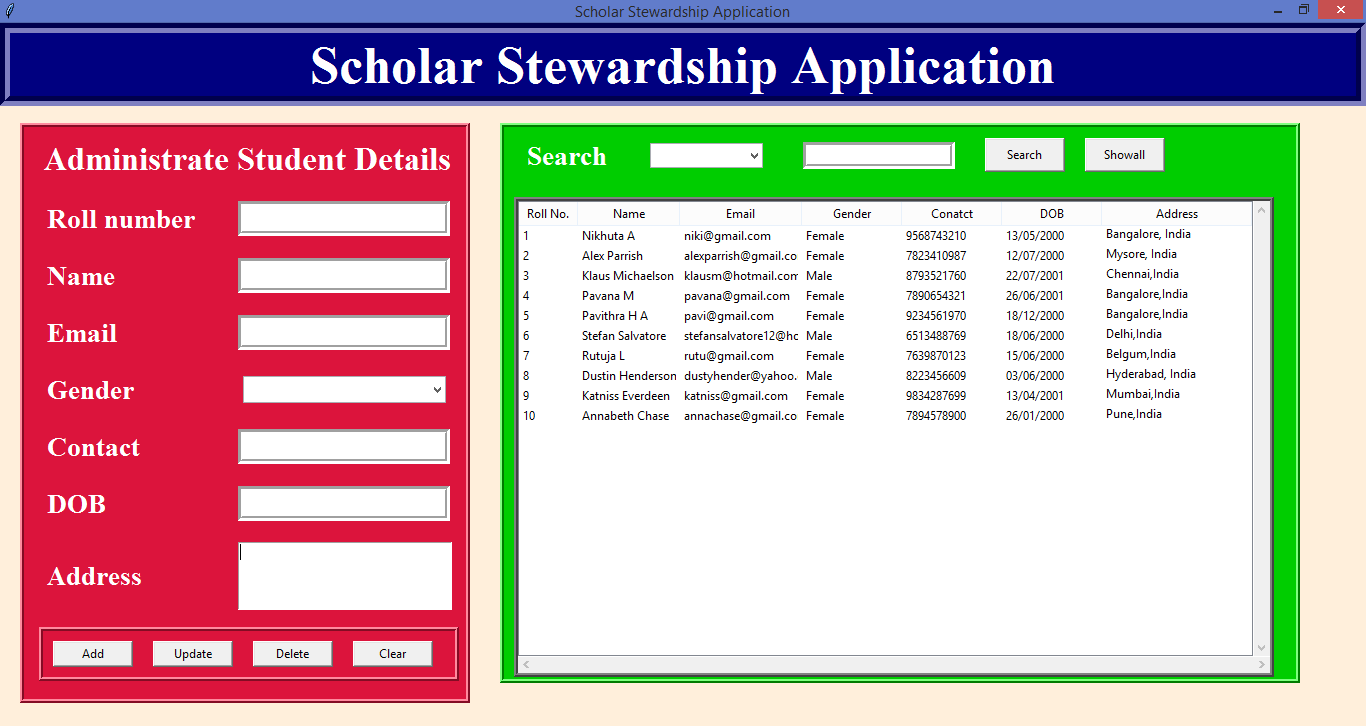 Scholar Stewardship Application
Scholar Stewardship Application
Administrate Student Details
Roll number
Name
Email
Gender
Contact
DOB
Address
Add Update Delete Clear
Search Search Showall
Roll No. Name Email Gender Conatct DOB Address
1 Nikhuta A niki@gmail.com Female 9568743210 13/05/2000 Bangalore, India
2 Alex Parrish alexparrish@gmail.co Female 7823410987 12/07/2000 Mysore, India
3 Klaus Michaelson klausm@hotmail.com Male 8793521760 22/07/2001 Chennai,India
4 Pavana M pavana@gmail.com Female 7890654321 26/06/2001 Bangalore,India
5 Pavithra H A pavi@gmail.com Female 9234561970 18/12/2000 Bangalore,India
6 Stefan Salvatore stefansalvatore12@hc Male 6513488769 18/06/2000 Delhi,India
7 Rutuja L rutu@gmail.com Female 7639870123 15/06/2000 Belgum,India
8 Dustin Henderson dustyhender@yahoo. Male 8223456609 03/06/2000 Hyderabad, India
9 Katniss Everdeen katniss@gmail.com Female 9834287699 13/04/2001 Mumbai,India
10 Annabeth Chase annachase@gmail.co Female 7894578900 26/01/2000 Pune,India